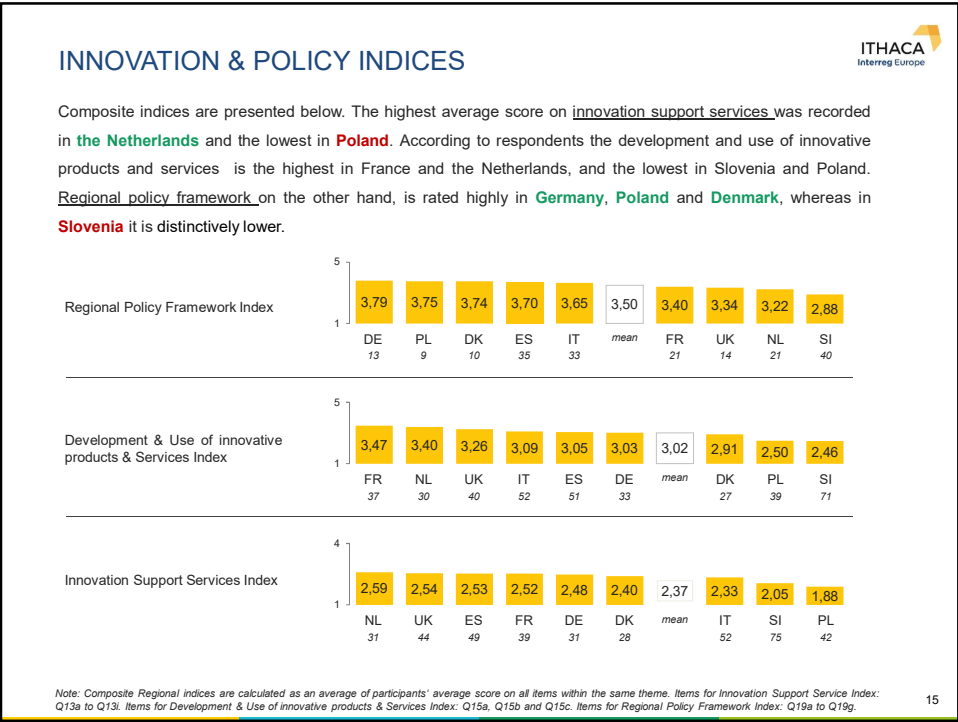 INNOVATION & POLICY INDICES
ITHACA
Interreg Europe
Composite indices are presented below. The highest average score on innovation support services was recorded
in the Netherlands and the lowest in Poland. According to respondents the development and use of innovative
products and services is the highest in France and the Netherlands, and the lowest in Slovenia and Poland.
Regional policy framework on the other hand, is rated highly in Germany, Poland and Denmark, whereas in
Slovenia it is distinctively lower.
Regional Policy Framework Index
5
3,79 3,75 3,74 3,70 3,65 3,50 3,40 3,34 3,22 2,88
1
DE PL DK ES IT mean FR UK NL SI
13 9 10 35 33 21 14 21 40
Development & Use of innovative
products & Services Index
5
3,47 3,40 3,26 3,09 3,05 3,03 3,02 2,91 2,50 2,46
1
FR NL UK IT ES DE mean DK PL SI
37 30 40 52 51 33 27 39 71
Innovation Support Services Index
4
2,59 2,54 2,53 2,52 2,48 2,40 2,37 2,33 2,05 1,88
1
NL UK ES FR DE DK mean IT SI PL
31 44 49 39 31 28 52 75 42
Note: Composite Regional indices are calculated as an average of participants' average score on all items within the same theme. Items for Innovation Support Service Index:
Q13a to Q13i. Items for Development & Use of innovative products & Services Index: Q15a, Q15b and Q15c. Items for Regional Policy Framework Index: Q19a to Q19g.
15